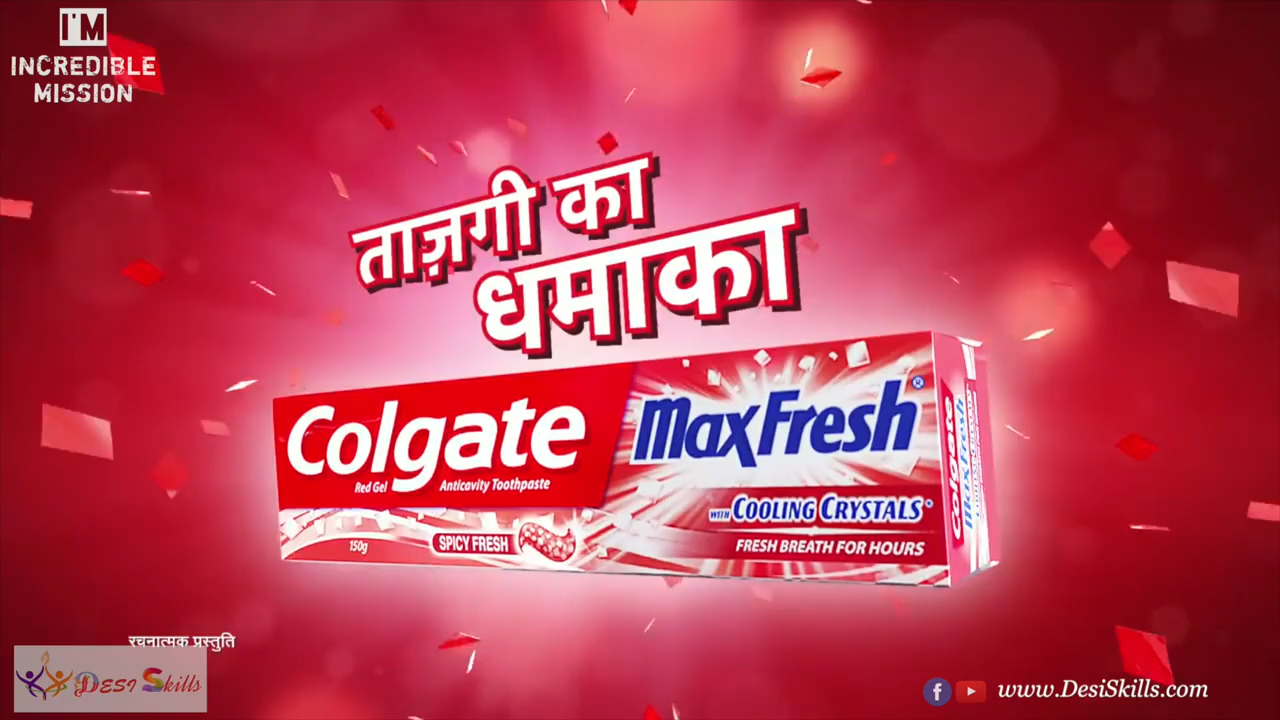 I'M
INCREDIBLE
MISSION
ताज़गी का
धमाका
Colgate
Red Gel Anticavity Toothpaste
MaxFresh®
WITH COOLING CRYSTALS*
FRESH BREATH FOR HOURS
150g
SPICY FRESH
Colgate
MaxFresh
रचनात्मक प्रस्तुति
DESI Skills
www.DesiSkills.com